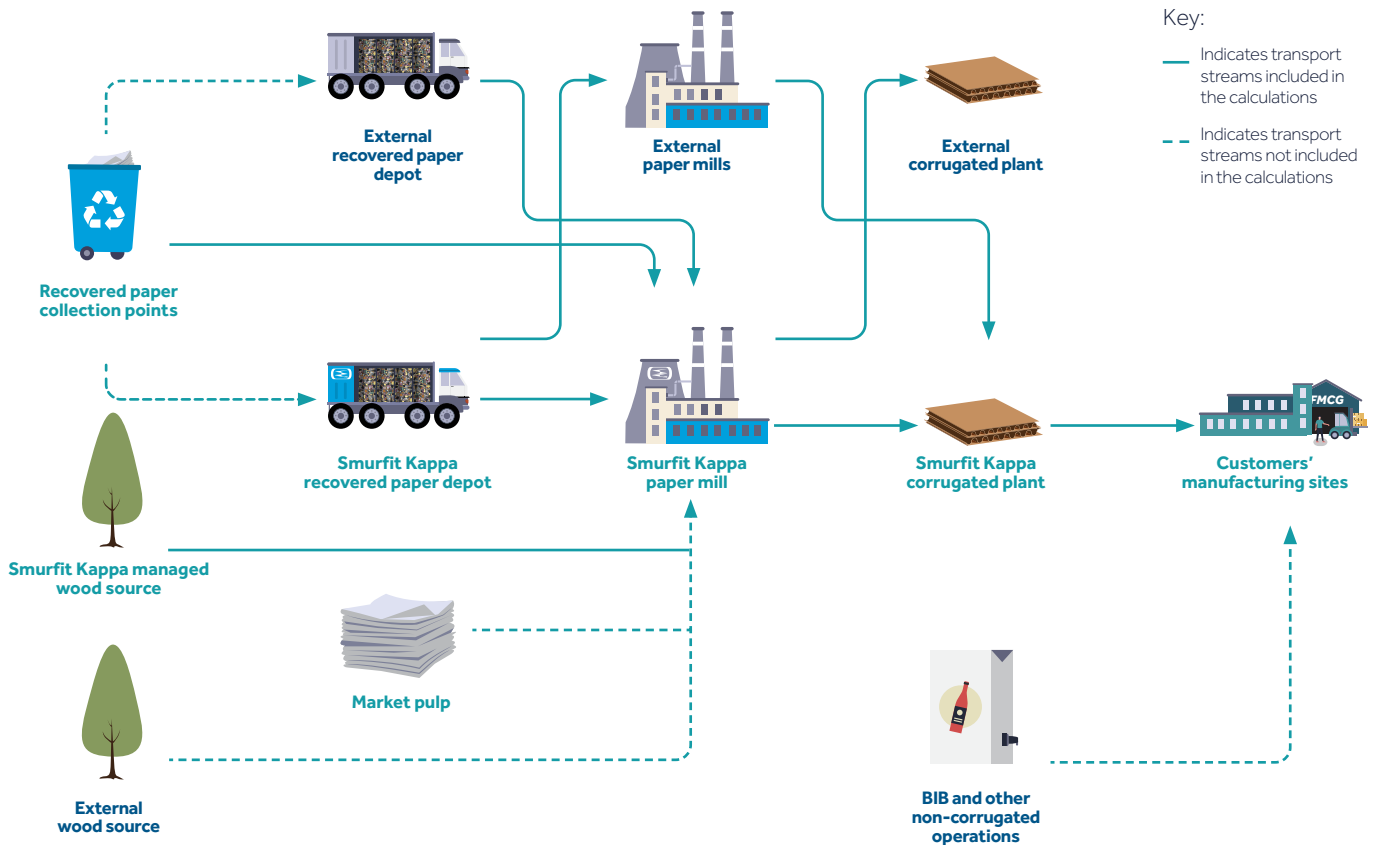 Key:
Indicates transport
streams included in
the calculations
Indicates transport
streams not included
in the calculations
External
recovered paper
depot
External
paper mills
External
corrugated plant
Recovered paper
collection points
Smurfit Kappa
recovered paper depot
Smurfit Kappa
paper mill
Smurfit Kappa
corrugated plant
FMCG
Customers’
manufacturing sites
Smurfit Kappa managed
wood source
Market pulp
External
wood source
BIB and other
non-corrugated
operations